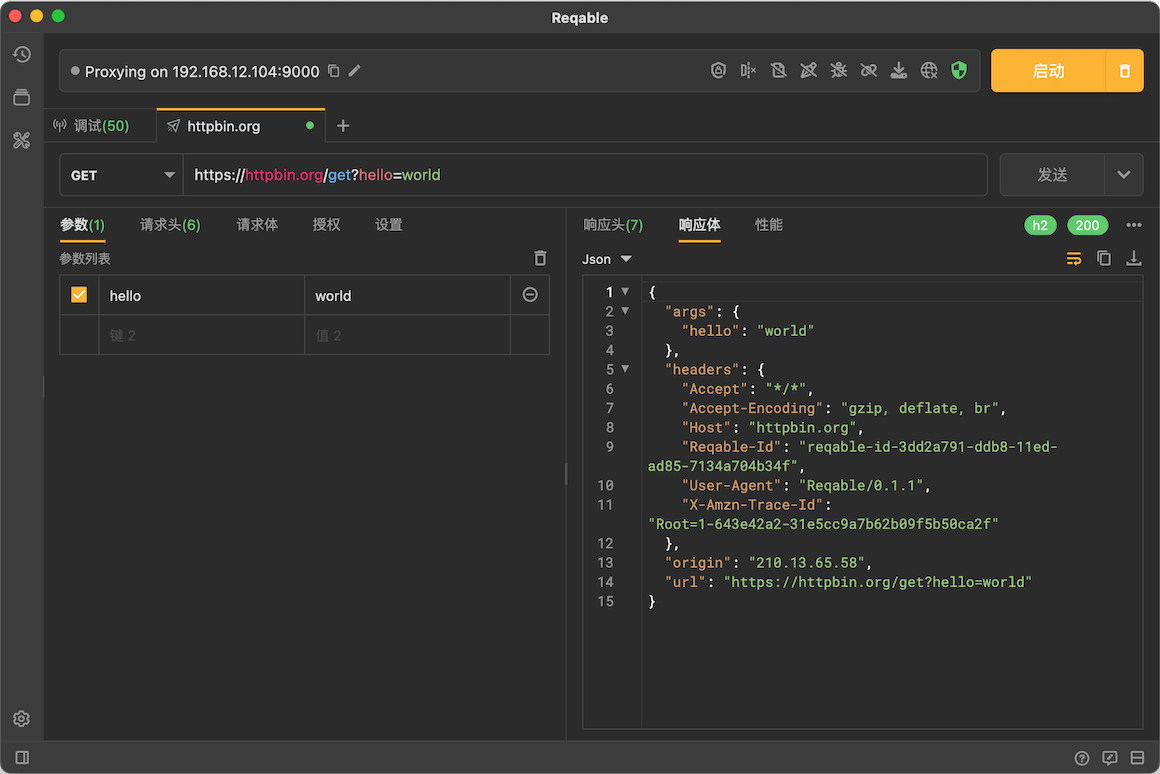 Reqable
Proxying on 192.168.12.104:9000
启动
调试(50)
httpbin.org
GET
https://httpbin.org/get?hello=world
发送
参数(1)
请求头(6)
请求体
授权
设置
参数列表
hello
world
键 2
值 2
响应头(7)
响应体
性能
h2
200
Json
1 {
2 "args": {
3 "hello": "world"
4 },
5 "headers": {
6 "Accept": "*/*",
7 "Accept-Encoding": "gzip, deflate, br",
8 "Host": "httpbin.org",
9 "Reqable-Id": "reqable-id-3dd2a791-ddb8-11ed-
ad85-7134a704b34f",
10 "User-Agent": "Reqable/0.1.1",
11 "X-Amzn-Trace-Id":
"Root=1-643e42a2-31e5cc9a7b62b09f5b50ca2f"
12 },
13 "origin": "210.13.65.58",
14 "url": "https://httpbin.org/get?hello=world"
15 }